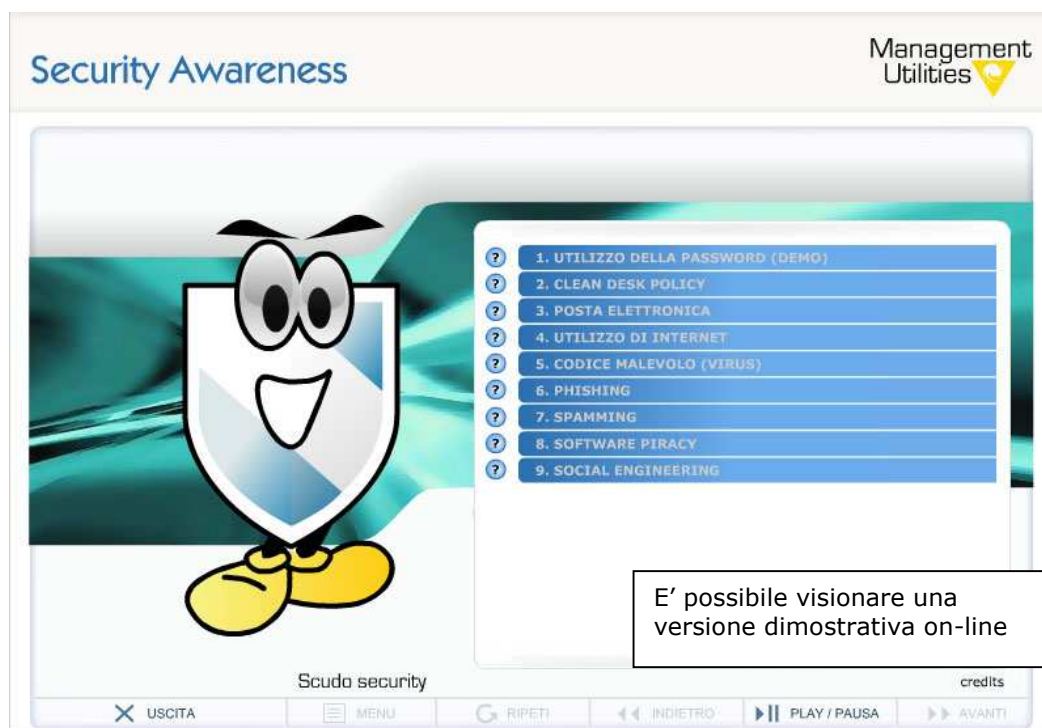 Security Awareness
Management
Utilities
? 1. UTILIZZO DELLA PASSWORD (DEMO)
? 2. CLEAN DESK POLICY
? 3. POSTA ELETTRONICA
? 4. UTILIZZO DI INTERNET
? 5. CODICE MALEVOLO (VIRUS)
? 6. PHISHING
? 7. SPAMMING
? 8. SOFTWARE PIRACY
? 9. SOCIAL ENGINEERING
E’ possibile visionare una
versione dimostrativa on-line
Scudo security
credits
USCITA MENU RIPETI INDIETRO PLAY / PAUSA AVANTI